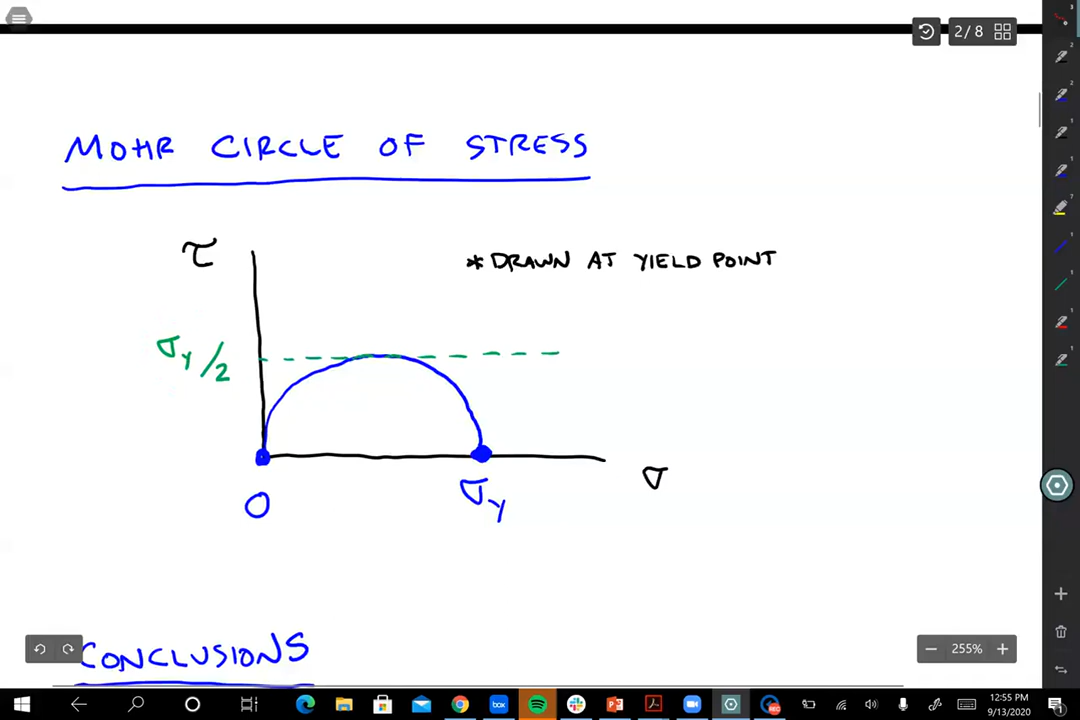 2/8
MOHR CIRCLE OF STRESS
τ
* DRAWN AT YIELD POINT
σY/2
0
σY
σ
CONCLUSIONS
255%
12:55 PM
9/13/2020